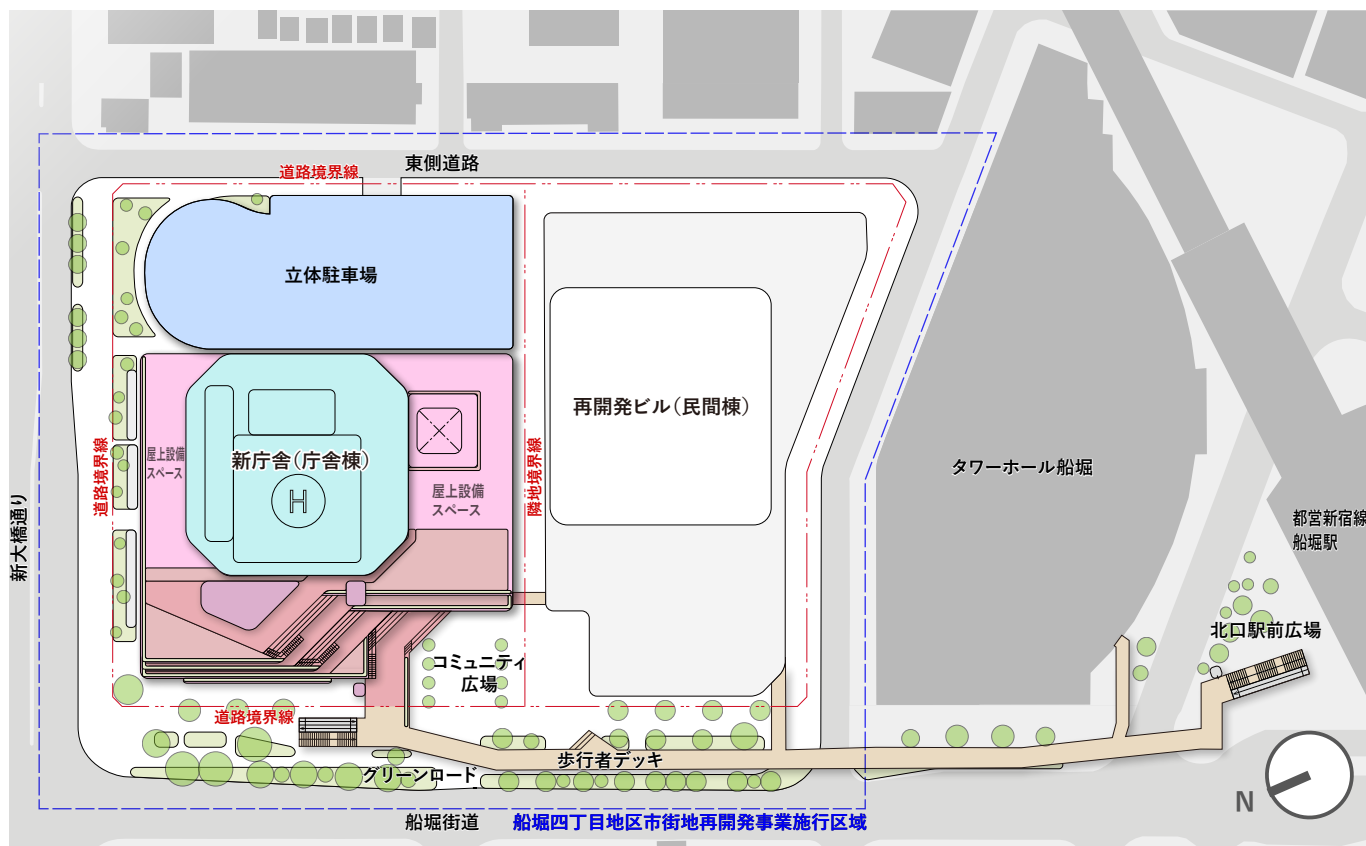 道路境界線
東側道路
立体駐車場
再開発ビル(民間棟)
屋上設備
スペース
新庁舎(庁舎棟)
H
屋上設備
スペース
道路境界線
隣地境界線
新大橋通り
タワーホール船堀
都営新宿線
船堀駅
北口駅前広場
コミュニティ
広場
道路境界線
歩行者デッキ
グリーンロード
船堀街道
船堀四丁目地区市街地再開発事業施行区域
N